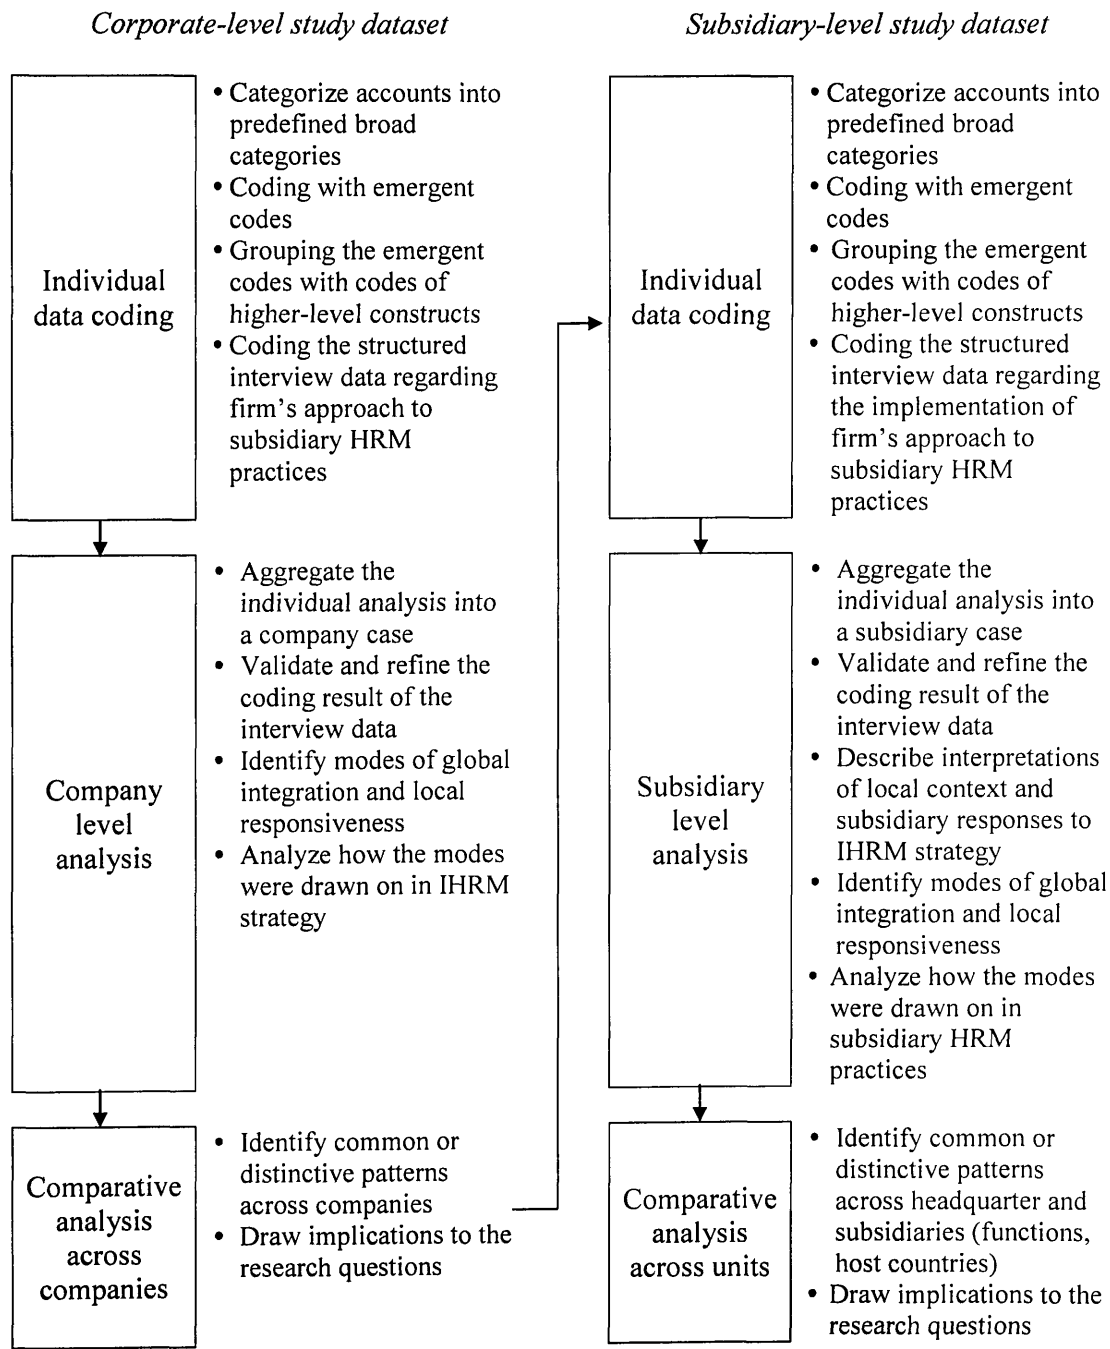 Corporate-level study dataset
Individual
data coding
• Categorize accounts into
predefined broad
categories
• Coding with emergent
codes
• Grouping the emergent
codes with codes of
higher-level constructs
• Coding the structured
interview data regarding
firm's approach to
subsidiary HRM
practices
Company
level
analysis
• Aggregate the
individual analysis into
a company case
• Validate and refine the
coding result of the
interview data
• Identify modes of global
integration and local
responsiveness
• Analyze how the modes
were drawn on in IHRM
strategy
Comparative
analysis
across
companies
• Identify common or
distinctive patterns
across companies
• Draw implications to the
research questions
Subsidiary-level study dataset
Individual
data coding
• Categorize accounts into
predefined broad
categories
• Coding with emergent
codes
• Grouping the emergent
codes with codes of
higher-level constructs
• Coding the structured
interview data regarding
the implementation of
firm's approach to
subsidiary HRM
practices
Subsidiary
level
analysis
• Aggregate the
individual analysis into
a subsidiary case
• Validate and refine the
coding result of the
interview data
• Describe interpretations
of local context and
subsidiary responses to
IHRM strategy
• Identify modes of global
integration and local
responsiveness
• Analyze how the modes
were drawn on in
subsidiary HRM
practices
Comparative
analysis
across units
• Identify common or
distinctive patterns
across headquarter and
subsidiaries (functions,
host countries)
• Draw implications to the
research questions